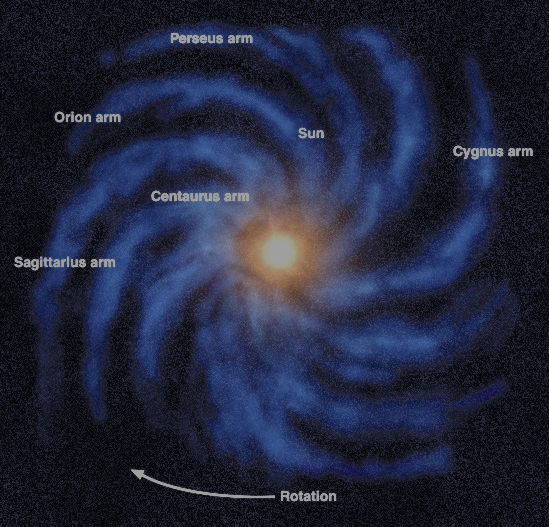 Perseus arm
Orion arm
Sun
Cygnus arm
Centaurus arm
Sagittarius arm
Rotation